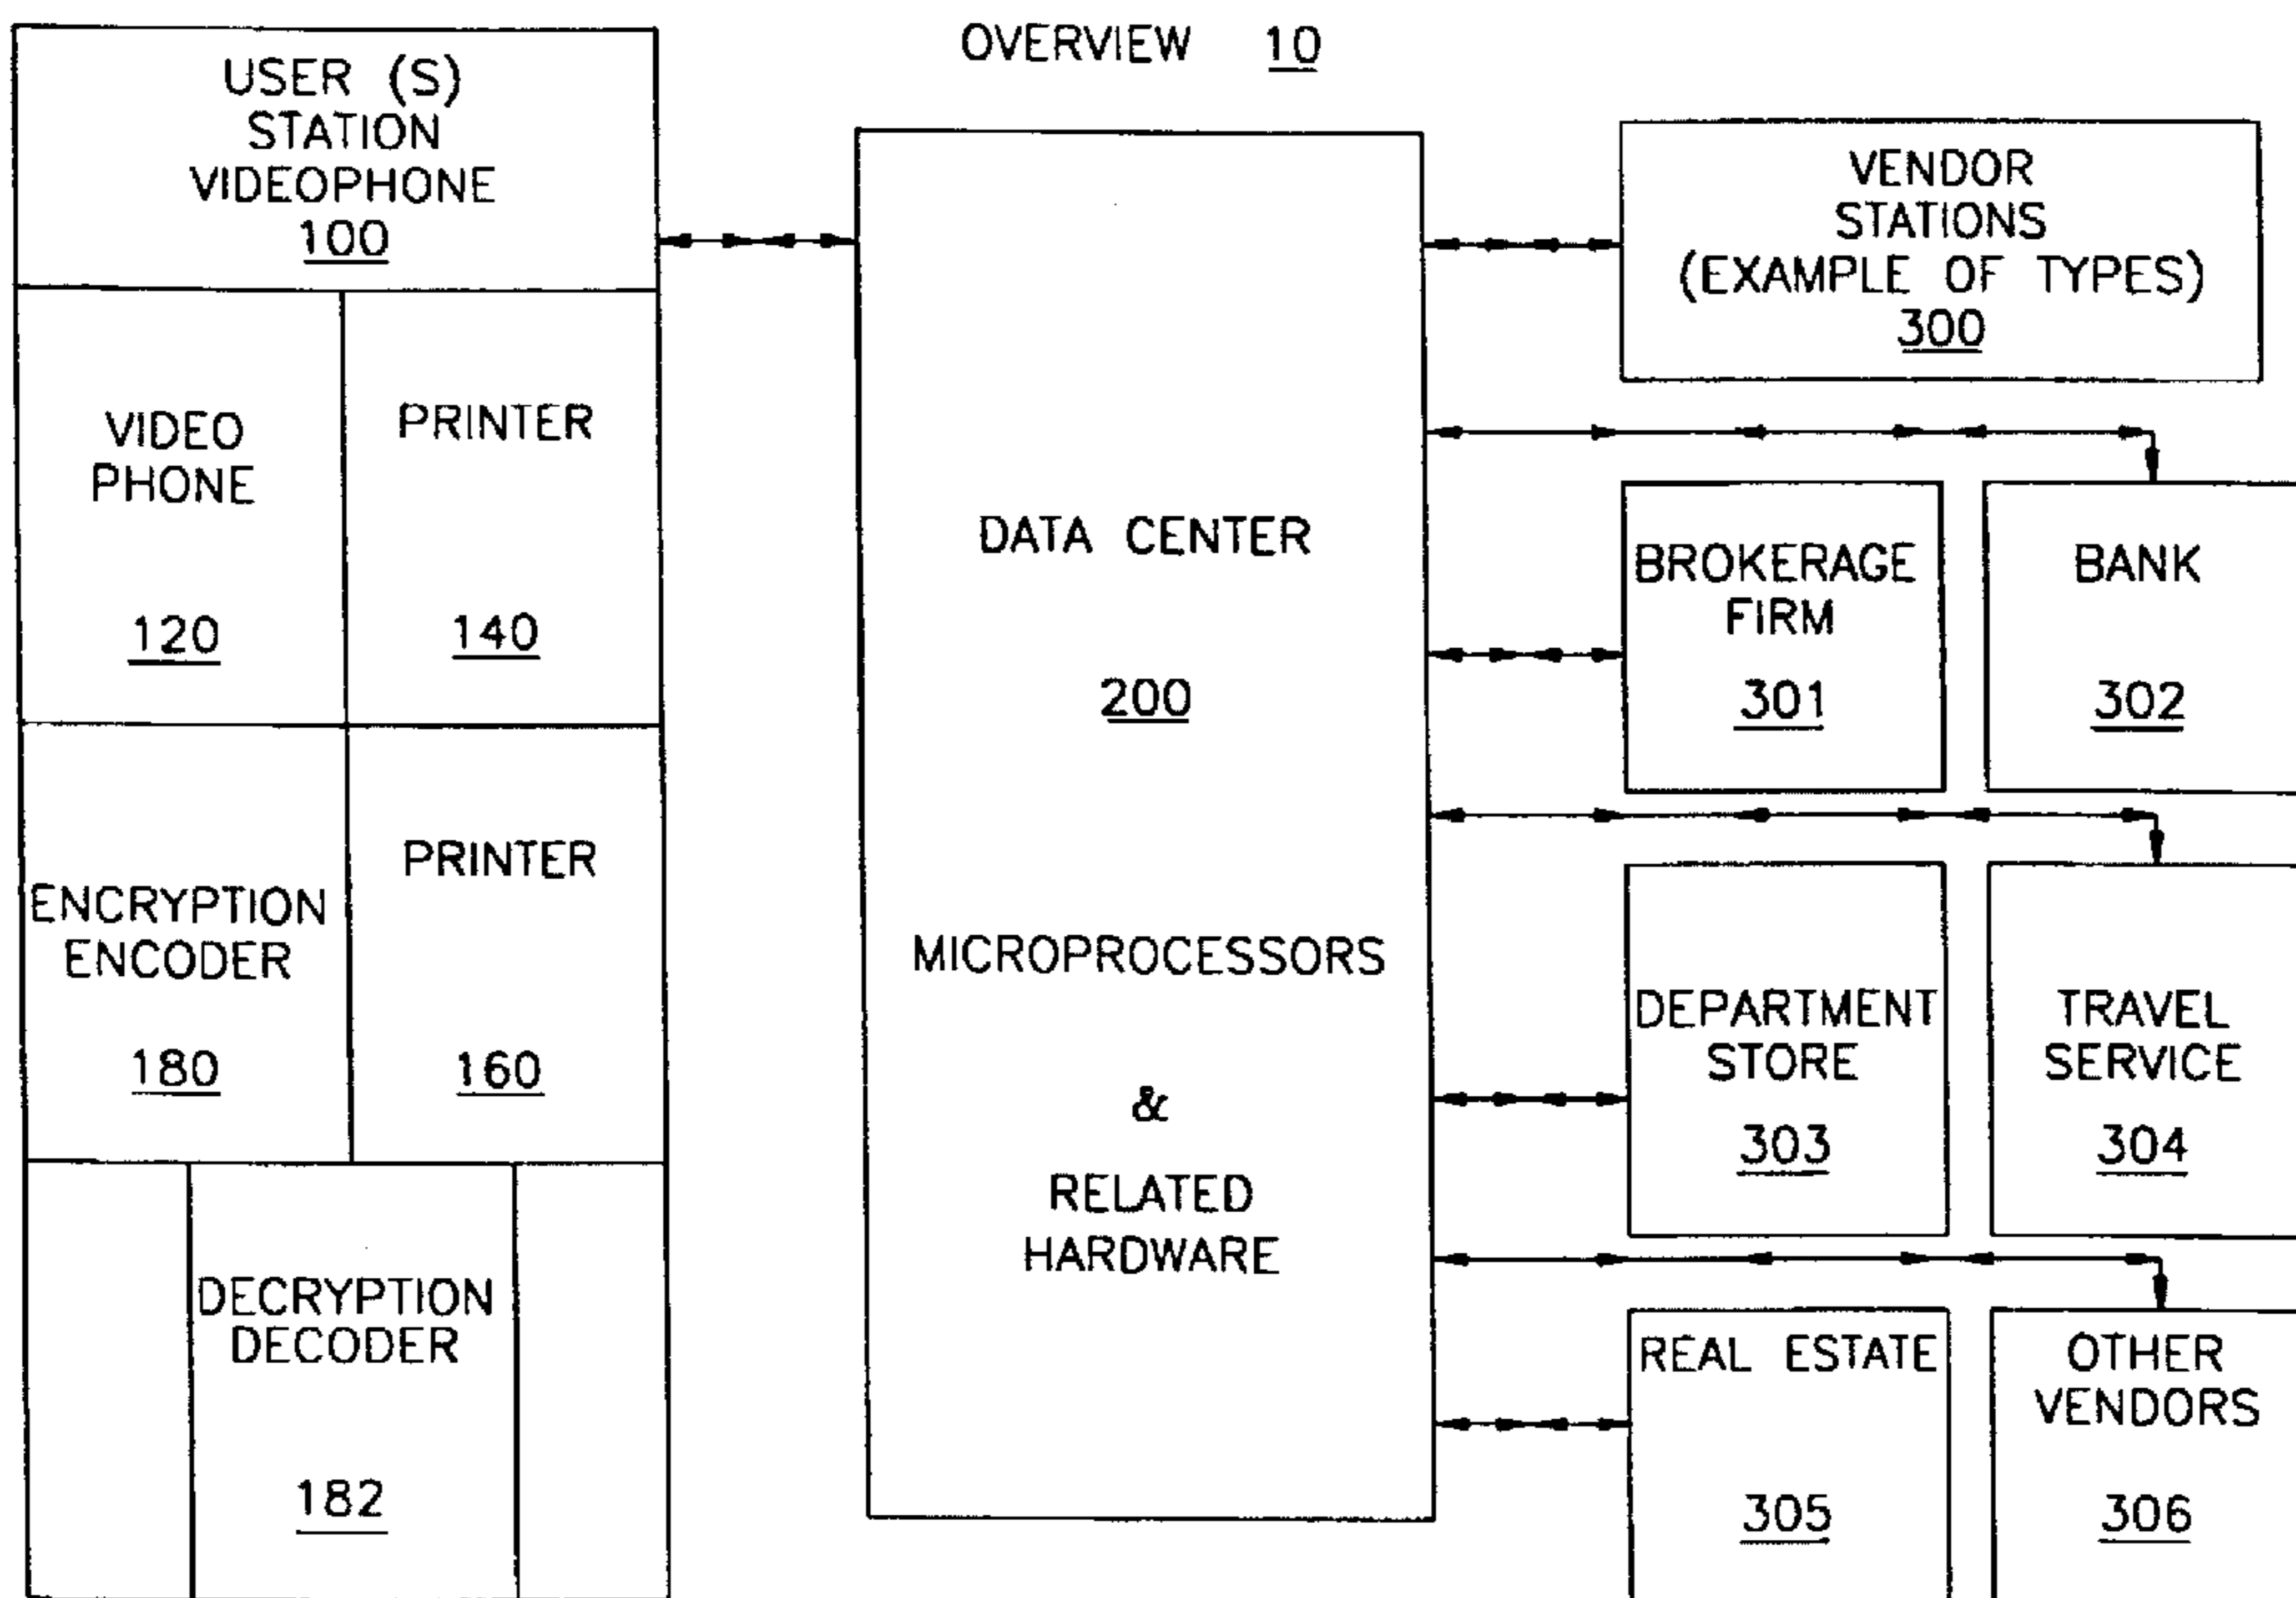 OVERVIEW 10
USER (S)
STATION
VIDEOPHONE
100
VIDEO
PHONE
120
PRINTER
140
ENCRYPTION
ENCODER
180
PRINTER
160
DECRYPTION
DECODER
182
DATA CENTER
200
MICROPROCESSORS
&
RELATED
HARDWARE
VENDOR
STATIONS
(EXAMPLE OF TYPES)
300
BROKERAGE
FIRM
301
BANK
302
DEPARTMENT
STORE
303
TRAVEL
SERVICE
304
REAL ESTATE
305
OTHER
VENDORS
306